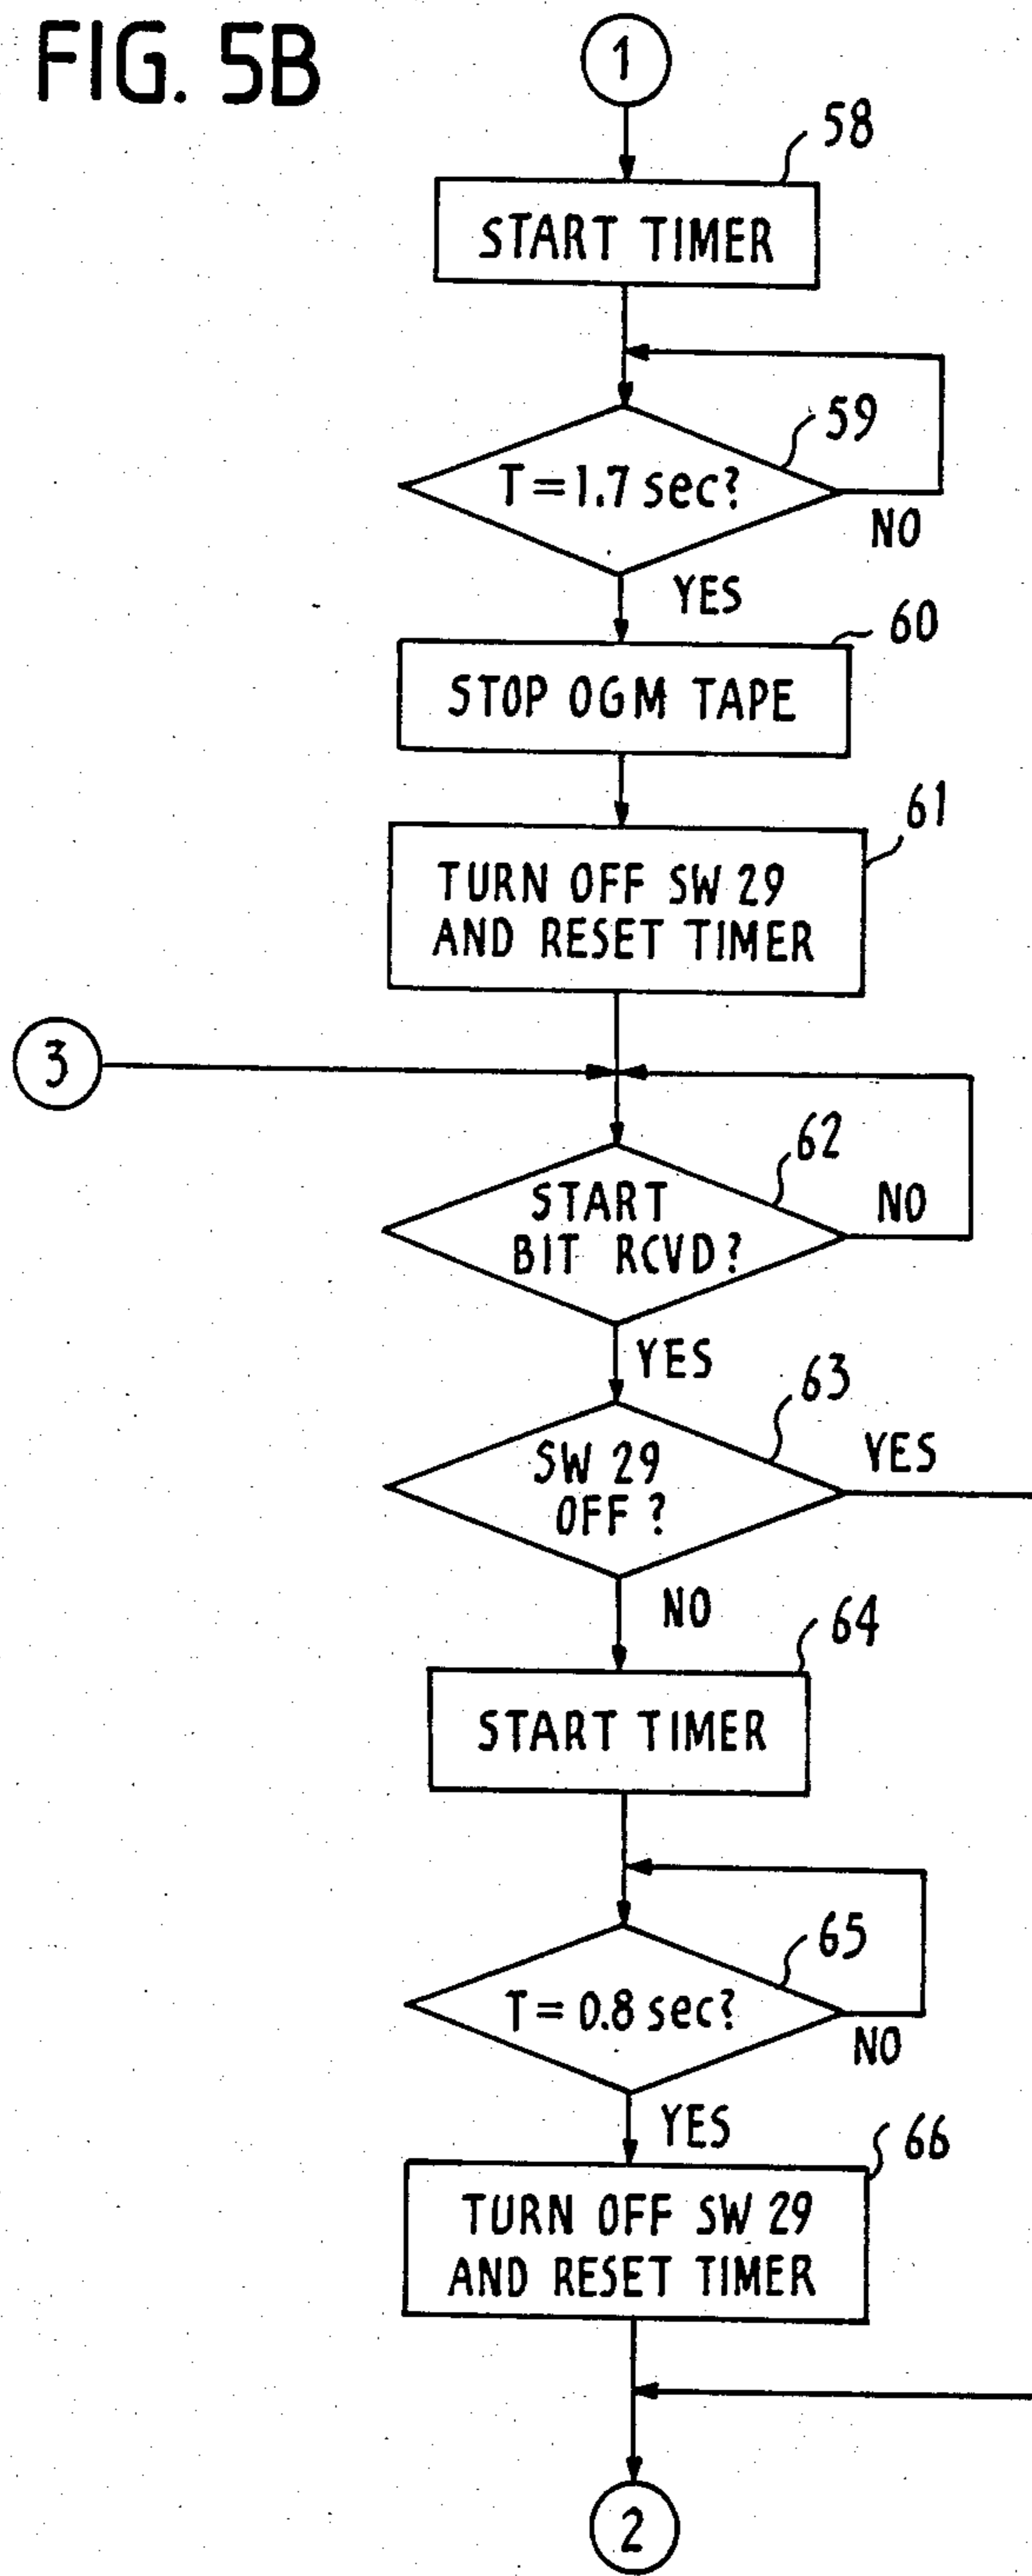 FIG. 5B
1
58
START TIMER
59
T=1.7 sec?
NO
YES
60
STOP OGM TAPE
61
TURN OFF SW 29
AND RESET TIMER
3
62
START
BIT RCVD?
NO
YES
63
SW 29
OFF?
YES
NO
64
START TIMER
65
T=0.8 sec?
NO
YES
66
TURN OFF SW 29
AND RESET TIMER
2